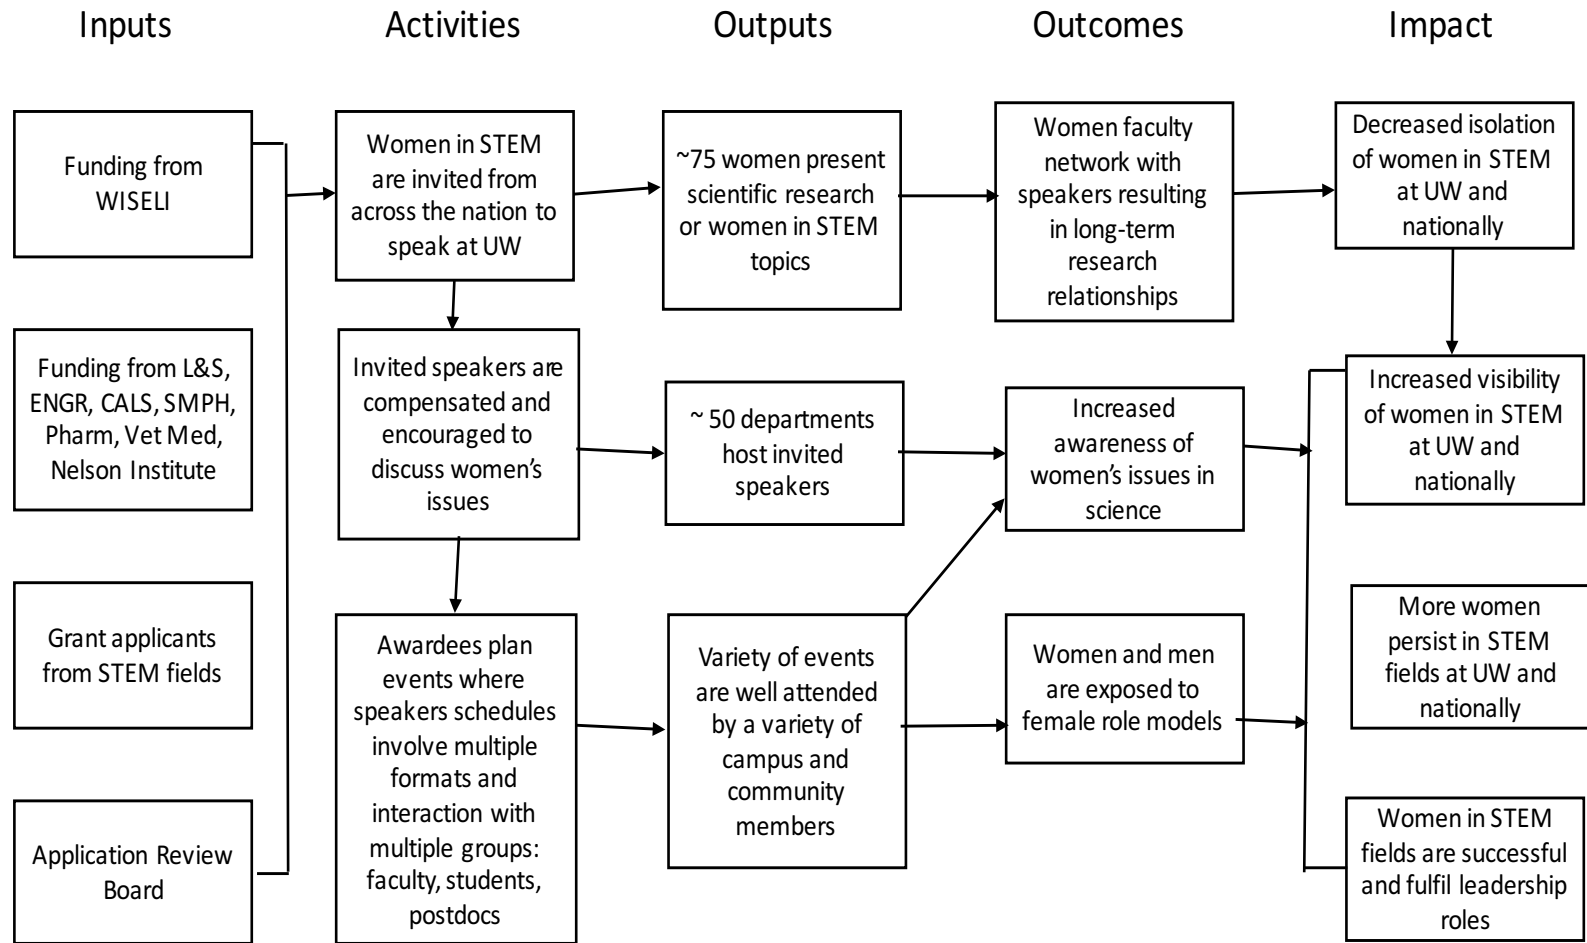 Inputs
Activities
Outputs
Outcomes
Impact
Funding from
WISELI
Funding from L&S,
ENGR, CALS, SMPH,
Pharm, Vet Med,
Nelson Institute
Grant applicants
from STEM fields
Application Review
Board
Women in STEM
are invited from
across the nation to
speak at UW
Invited speakers are
compensated and
encouraged to
discuss women’s
issues
Awardees plan
events where
speakers schedules
involve multiple
formats and
interaction with
multiple groups:
faculty, students,
postdocs
~75 women present
scientific research
or women in STEM
topics
~ 50 departments
host invited
speakers
Variety of events
are well attended
by a variety of
campus and
community
members
Women faculty
network with
speakers resulting
in long-term
research
relationships
Increased
awareness of
women’s issues in
science
Women and men
are exposed to
female role models
Decreased isolation
of women in STEM
at UW and
nationally
Increased visibility
of women in STEM
at UW and
nationally
More women
persist in STEM
fields at UW and
nationally
Women in STEM
fields are successful
and fulfil leadership
roles